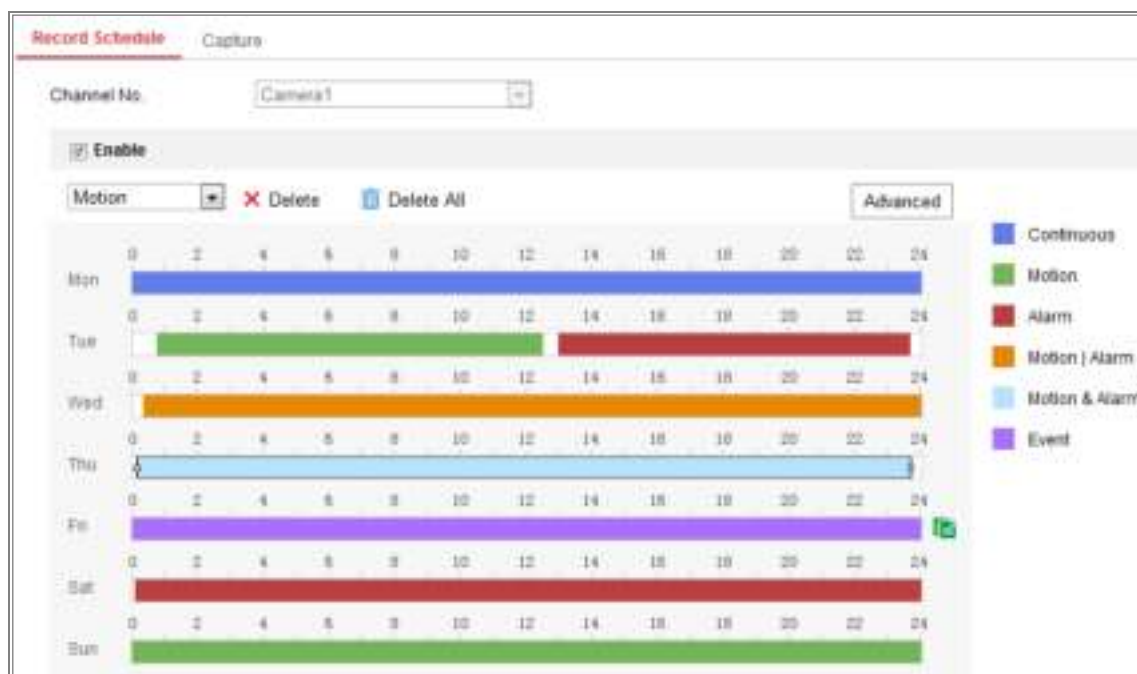 Record Schedule Capture
Channel No. Camera1
Enable
Motion Delete Delete All Advanced
0 2 4 6 8 10 12 14 16 18 20 22 24
Mon
0 2 4 6 8 10 12 14 16 18 20 22 24
Tue
0 2 4 6 8 10 12 14 16 18 20 22 24
Wed
0 2 4 6 8 10 12 14 16 18 20 22 24
Thu
0 2 4 6 8 10 12 14 16 18 20 22 24
Fri
0 2 4 6 8 10 12 14 16 18 20 22 24
Sat
0 2 4 6 8 10 12 14 16 18 20 22 24
Sun
Continuous
Motion
Alarm
Motion | Alarm
Motion & Alarm
Event